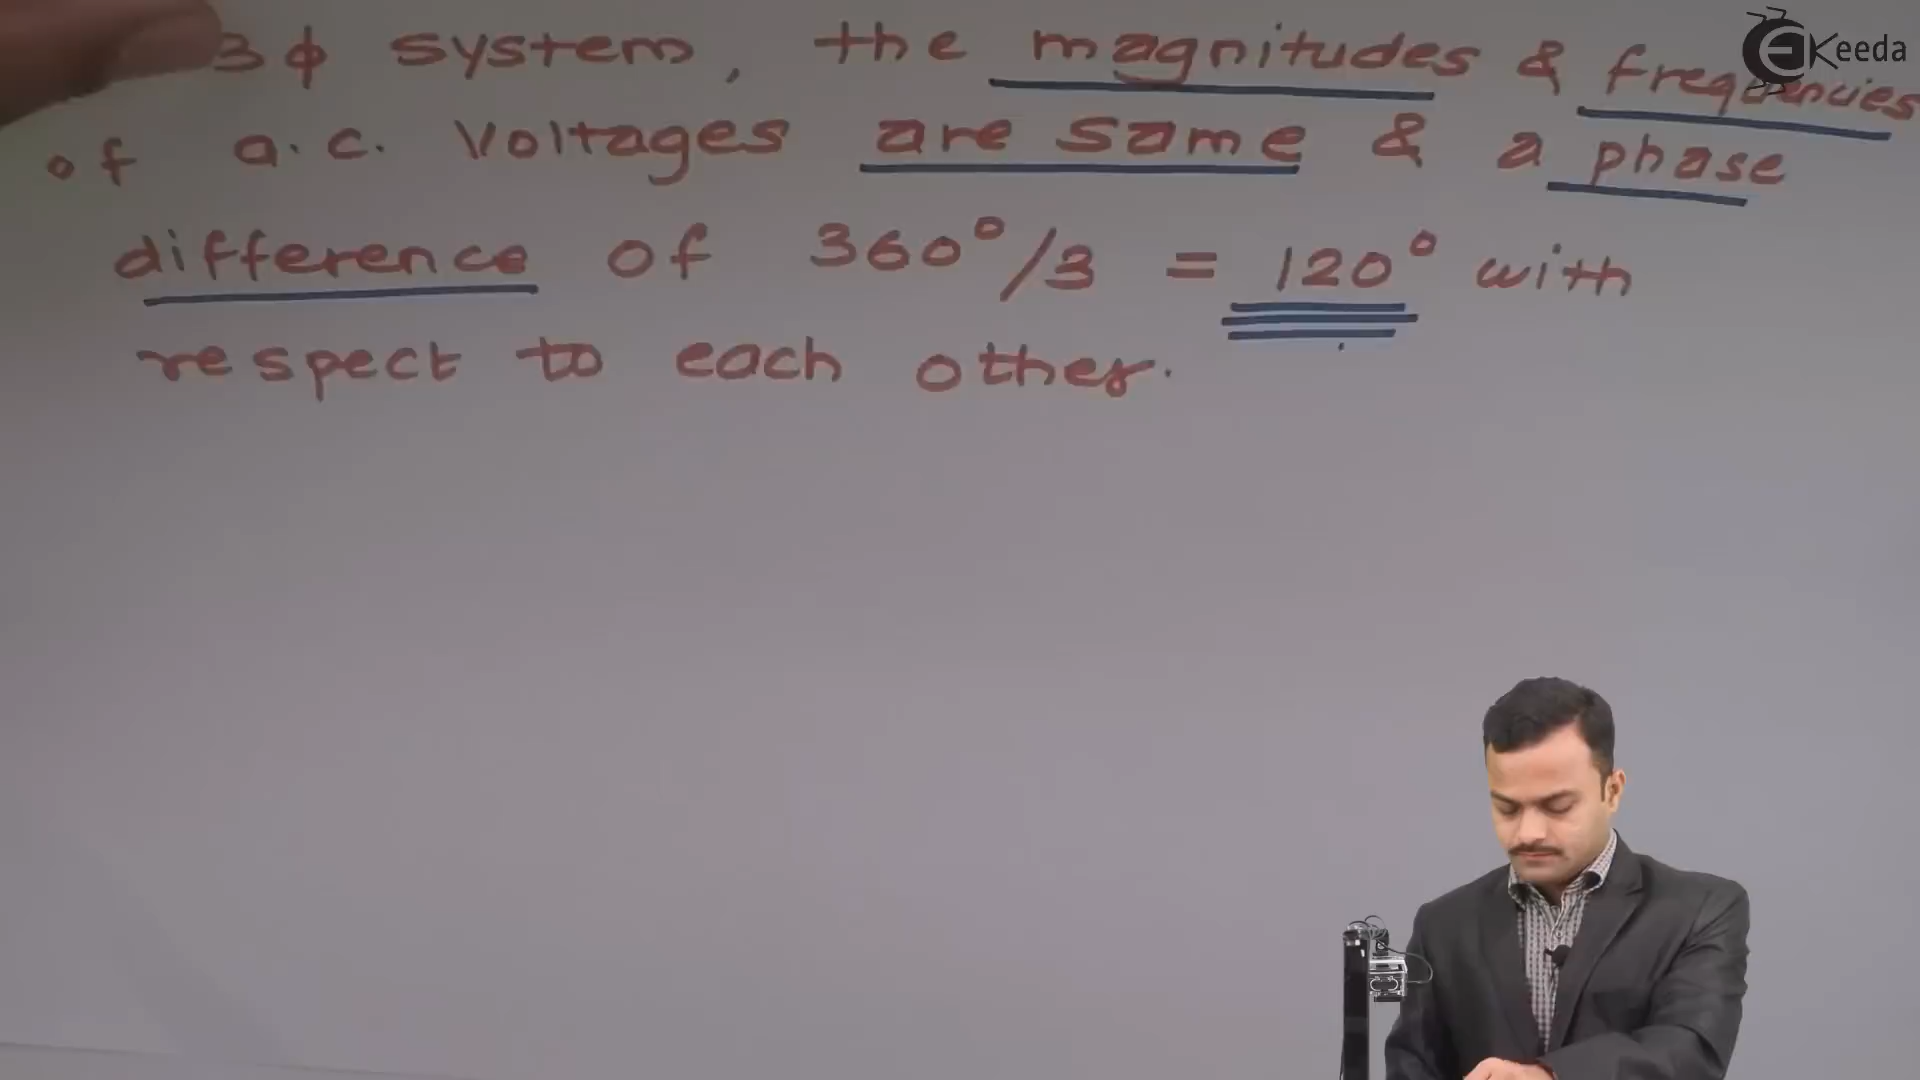 3φ system, the magnitudes & frequencies
of a.c. voltages are same & a phase
difference of 360°/3 = 120° with
respect to each other.
EKeeda